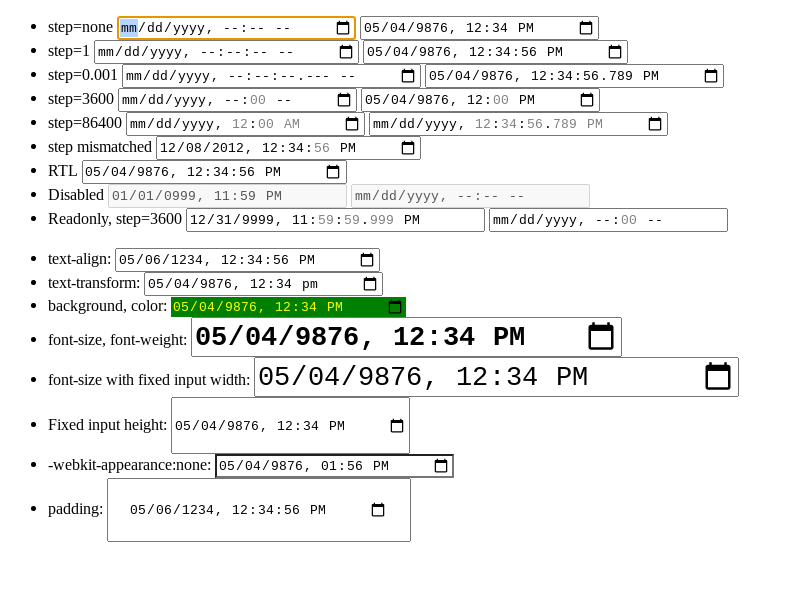 step=none mm/dd/yyyy, --:-- -- 05/04/9876, 12:34 PM
step=1 mm/dd/yyyy, --:--:-- -- 05/04/9876, 12:34:56 PM
step=0.001 mm/dd/yyyy, --:--:--.--- -- 05/04/9876, 12:34:56.789 PM
step=3600 mm/dd/yyyy, --:00 -- 05/04/9876, 12:00 PM
step=86400 mm/dd/yyyy, 12:00 AM mm/dd/yyyy, 12:34:56.789 PM
step mismatched 12/08/2012, 12:34:56 PM
RTL 05/04/9876, 12:34:56 PM
Disabled 01/01/0999, 11:59 PM mm/dd/yyyy, --:-- --
Readonly, step=3600 12/31/9999, 11:59:59.999 PM mm/dd/yyyy, --:00 --
text-align: 05/06/1234, 12:34:56 PM
text-transform: 05/04/9876, 12:34 pm
background, color: 05/04/9876, 12:34 PM
font-size, font-weight: 05/04/9876, 12:34 PM
font-size with fixed input width: 05/04/9876, 12:34 PM
Fixed input height: 05/04/9876, 12:34 PM
-webkit-appearance:none: 05/04/9876, 01:56 PM
padding: 05/06/1234, 12:34:56 PM